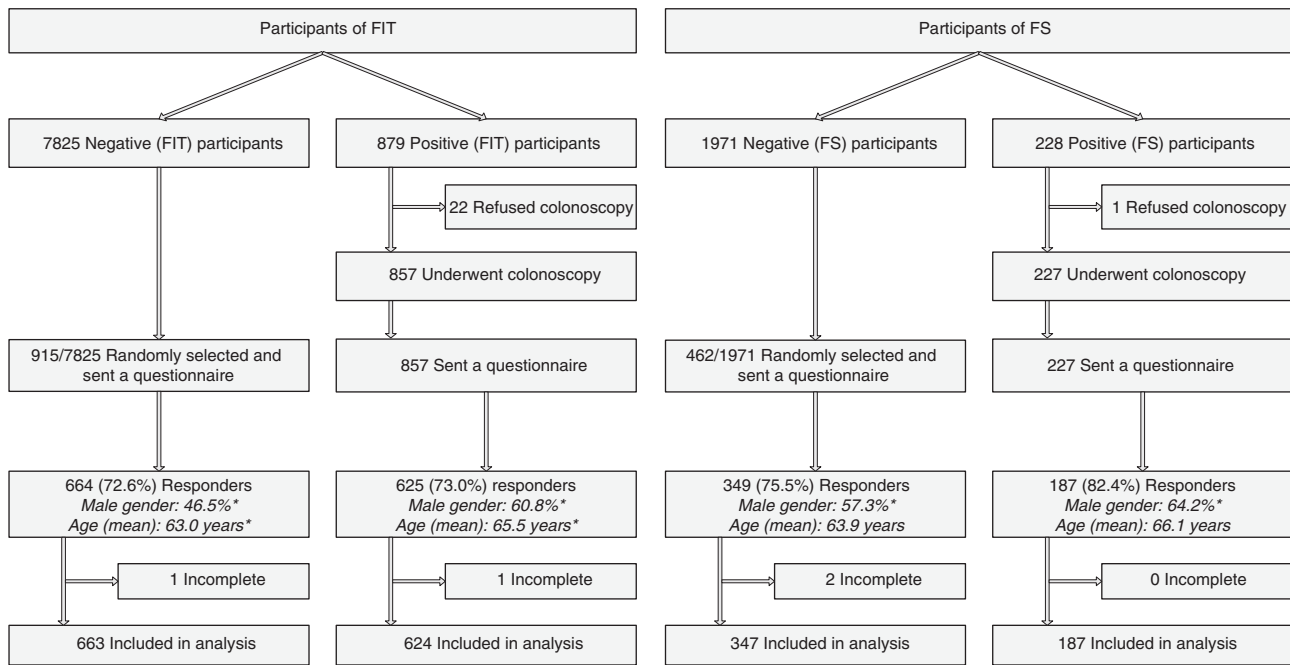 Participants of FIT
Participants of FS
7825 Negative (FIT) participants
879 Positive (FIT) participants
1971 Negative (FS) participants
228 Positive (FS) participants
22 Refused colonoscopy
1 Refused colonoscopy
857 Underwent colonoscopy
227 Underwent colonoscopy
915/7825 Randomly selected and
sent a questionnaire
857 Sent a questionnaire
462/1971 Randomly selected and
sent a questionnaire
227 Sent a questionnaire
664 (72.6%) Responders
Male gender: 46.5%*
Age (mean): 63.0 years*
625 (73.0%) responders
Male gender: 60.8%*
Age (mean): 65.5 years*
349 (75.5%) Responders
Male gender: 57.3%*
Age (mean): 63.9 years
187 (82.4%) Responders
Male gender: 64.2%*
Age (mean): 66.1 years
1 Incomplete
1 Incomplete
2 Incomplete
0 Incomplete
663 Included in analysis
624 Included in analysis
347 Included in analysis
187 Included in analysis